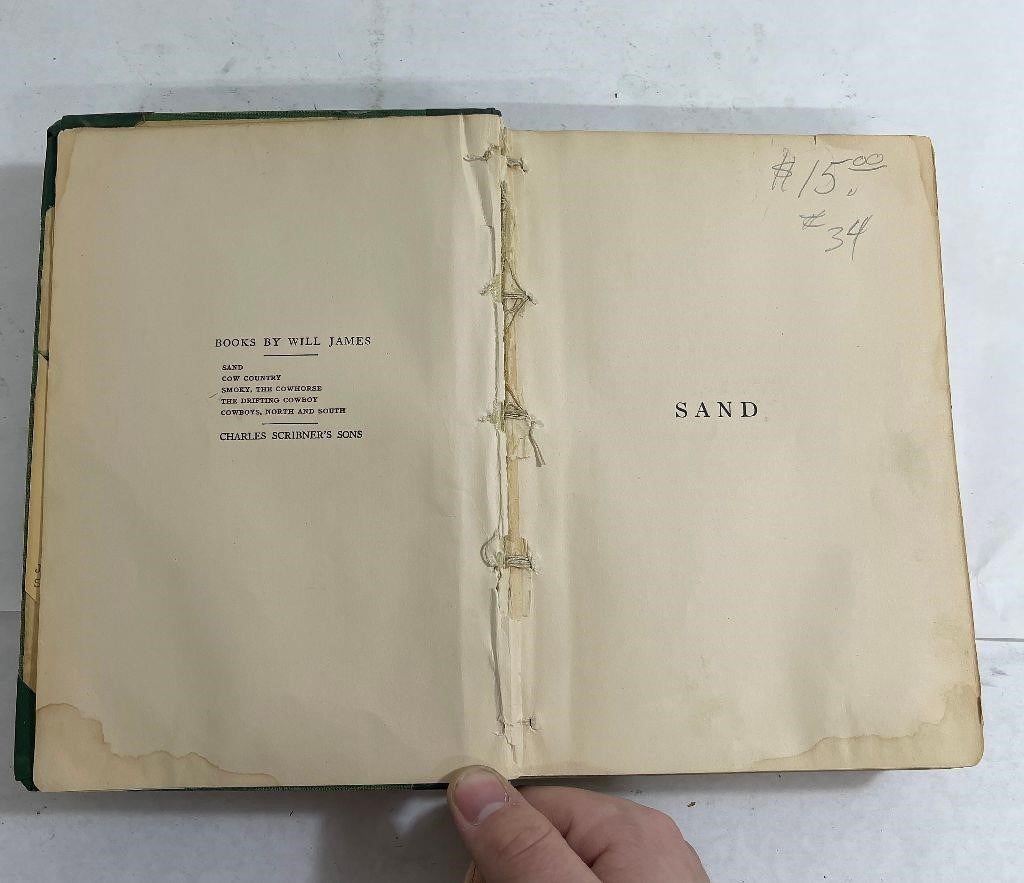 BOOKS BY WILL JAMES
SAND
COW COUNTRY
SMOKY, THE COWHORSE
THE DRIFTING COWBOY
COWBOYS, NORTH AND SOUTH
CHARLES SCRIBNER'S SONS
$15.00
#34
SAND